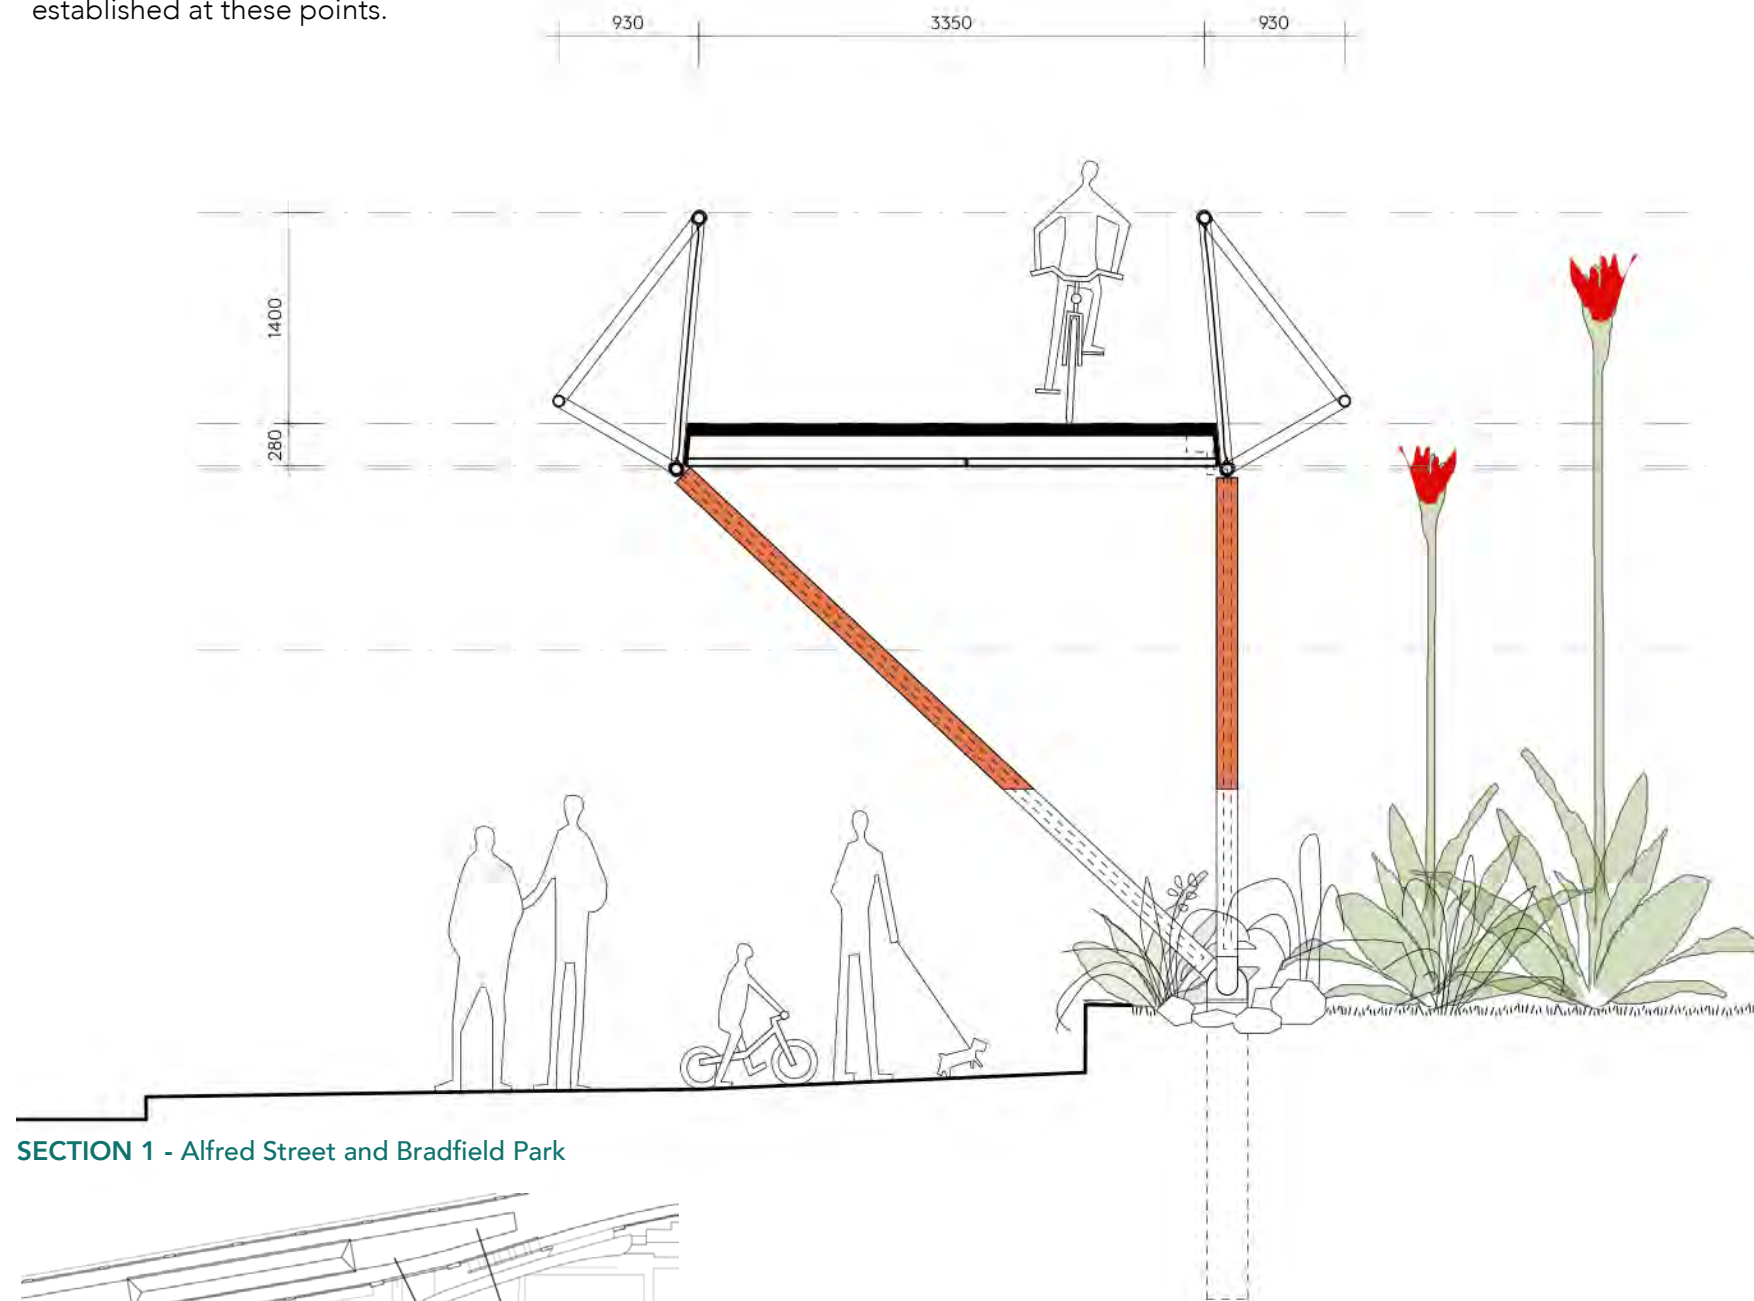 established at these points.
930
3350
930
1400
280
SECTION 1 - Alfred Street and Bradfield Park